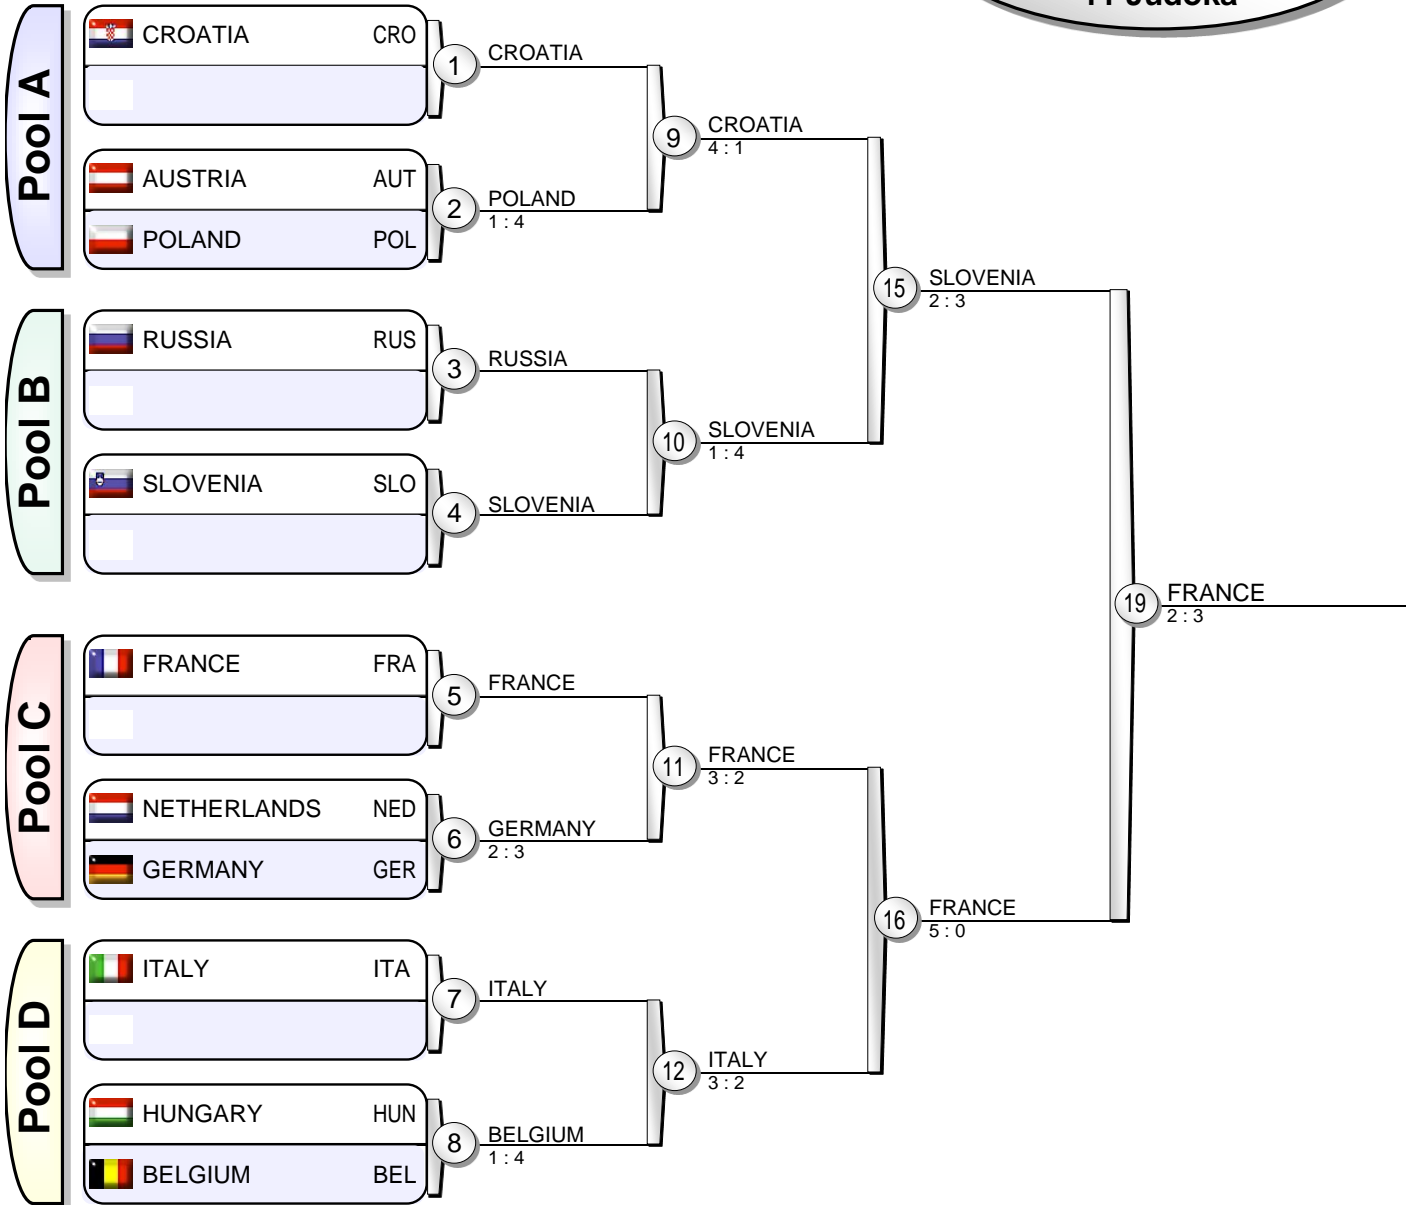 Judoka
Pool A
CROATIA CRO
1
CROATIA
9
CROATIA
4 : 1
AUSTRIA AUT
2
POLAND
1 : 4
POLAND POL
15
SLOVENIA
2 : 3
Pool B
RUSSIA RUS
3
RUSSIA
10
SLOVENIA
1 : 4
SLOVENIA SLO
4
SLOVENIA
19
FRANCE
2 : 3
Pool C
FRANCE FRA
5
FRANCE
11
FRANCE
3 : 2
NETHERLANDS NED
6
GERMANY
2 : 3
GERMANY GER
16
FRANCE
5 : 0
Pool D
ITALY ITA
7
ITALY
12
ITALY
3 : 2
HUNGARY HUN
8
BELGIUM
1 : 4
BELGIUM BEL